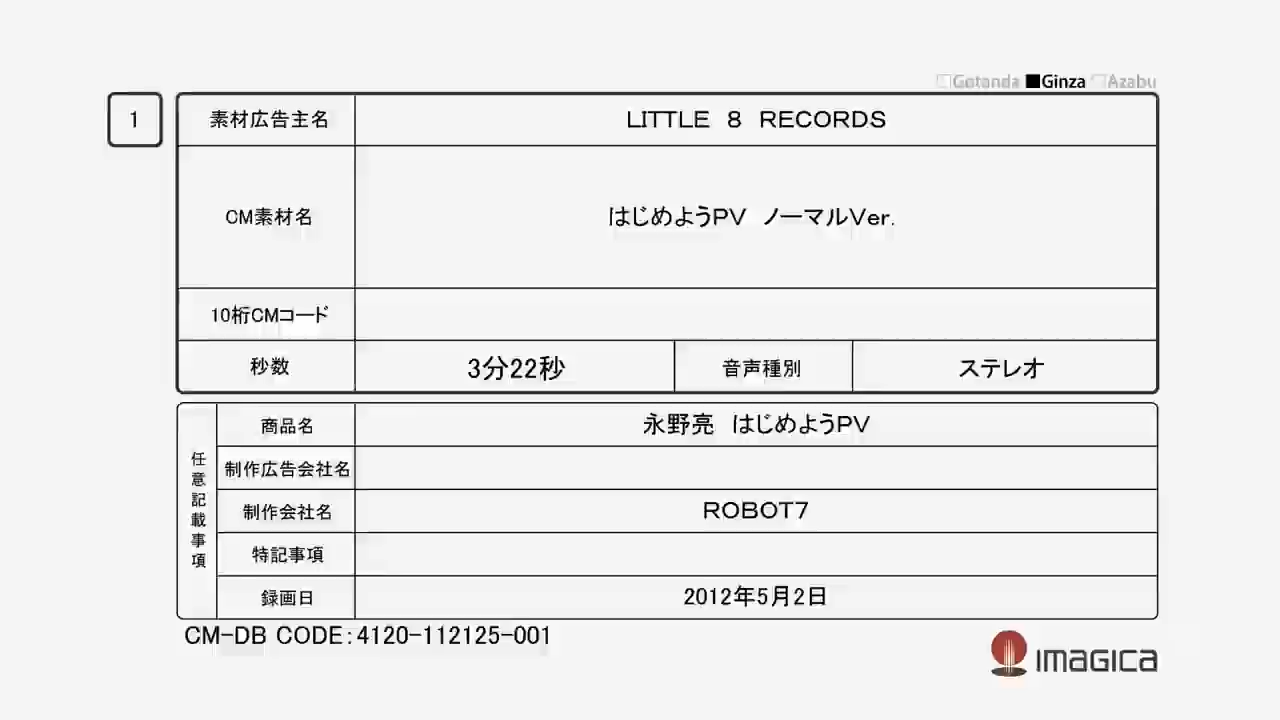 □Gotanda ■Ginza □Azabu
1
素材広告主名 LITTLE 8 RECORDS
CM素材名 はじめようPV ノーマルVer.
10桁CMコード
秒数 3分22秒 音声種別 ステレオ
任意記載事項
商品名 永野亮 はじめようPV
制作広告会社名
制作会社名 ROBOT7
特記事項
録画日 2012年5月2日
CM-DB CODE:4120-112125-001
IMAGICA